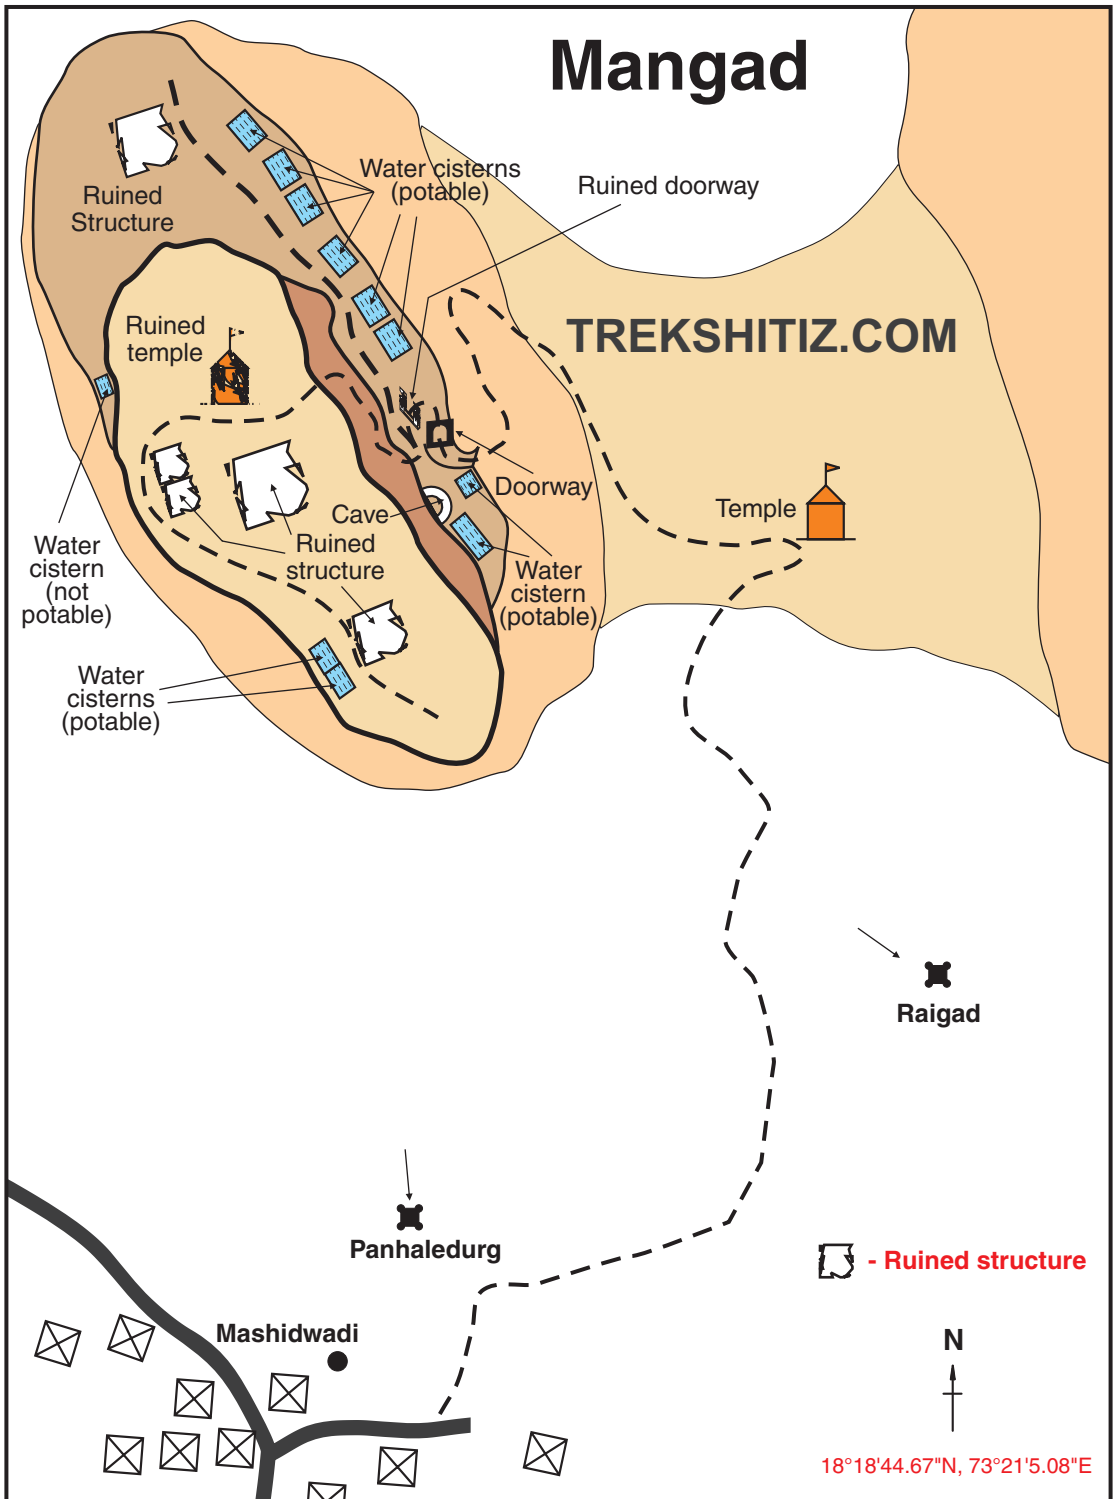 Mangad
Water cisterns
(potable)
Ruined doorway
Ruined
Structure
TREKSHITIZ.COM
Ruined
temple
Doorway
Temple
Cave
Ruined
structure
Water
cistern
(not
potable)
Water
cistern
(potable)
Water
cisterns
(potable)
Raigad
Panhaledurg
- Ruined structure
Mashidwadi
N
18°18'44.67"N, 73°21'5.08"E